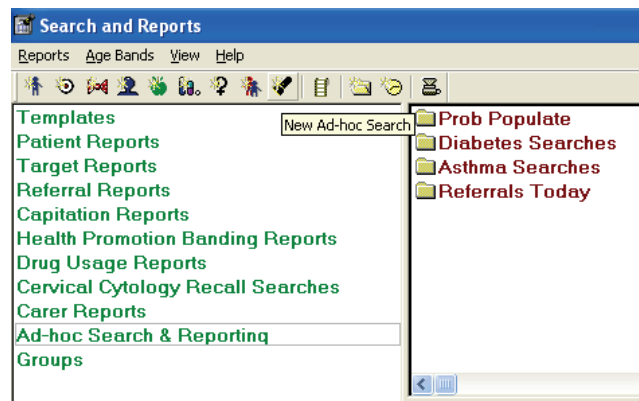 Search and Reports
Reports Age Bands View Help
New Ad-hoc Search
Templates
Patient Reports
Target Reports
Referral Reports
Capitation Reports
Health Promotion Banding Reports
Drug Usage Reports
Cervical Cytology Recall Searches
Carer Reports
Ad-hoc Search & Reporting
Groups
Prob Populate
Diabetes Searches
Asthma Searches
Referrals Today